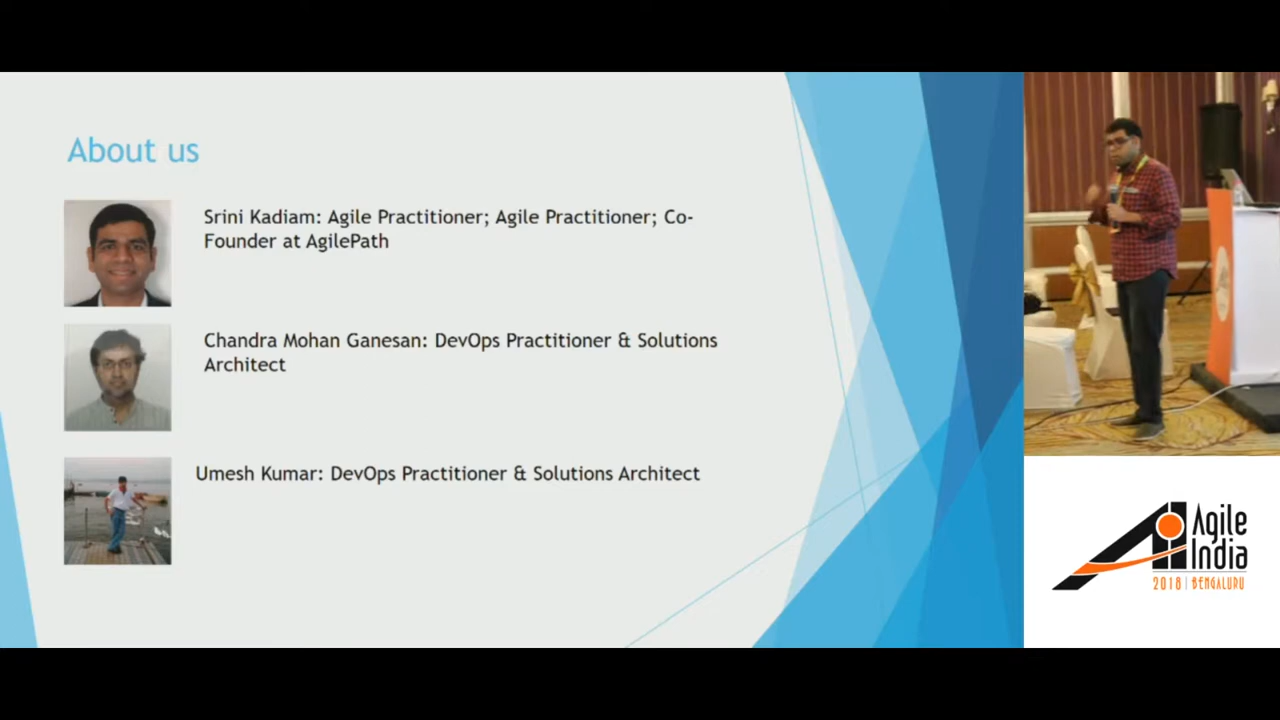 About us
Srini Kadiam: Agile Practitioner; Agile Practitioner; Co-
Founder at AgilePath
Chandra Mohan Ganesan: DevOps Practitioner & Solutions
Architect
Umesh Kumar: DevOps Practitioner & Solutions Architect
Agile
India
2018 | BENGALURU